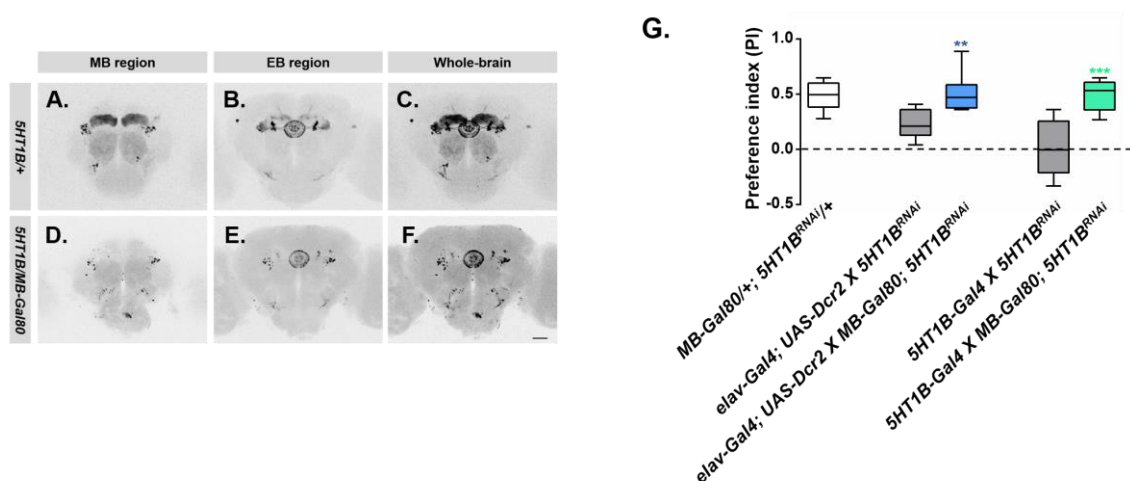 MB region EB region Whole-brain
5HT1B/+
A. B. C.
5HT1B/MB-Gal80
D. E. F.
G.
Preference index (PI)
1.0
0.5
0.0
-0.5
**
***
MB-Gal80/+; 5HT1B^RNAi/+
elav-Gal4; UAS-Dcr2 X 5HT1B^RNAi
elav-Gal4; UAS-Dcr2 X MB-Gal80; 5HT1B^RNAi
5HT1B-Gal4 X 5HT1B^RNAi
5HT1B-Gal4 X MB-Gal80; 5HT1B^RNAi